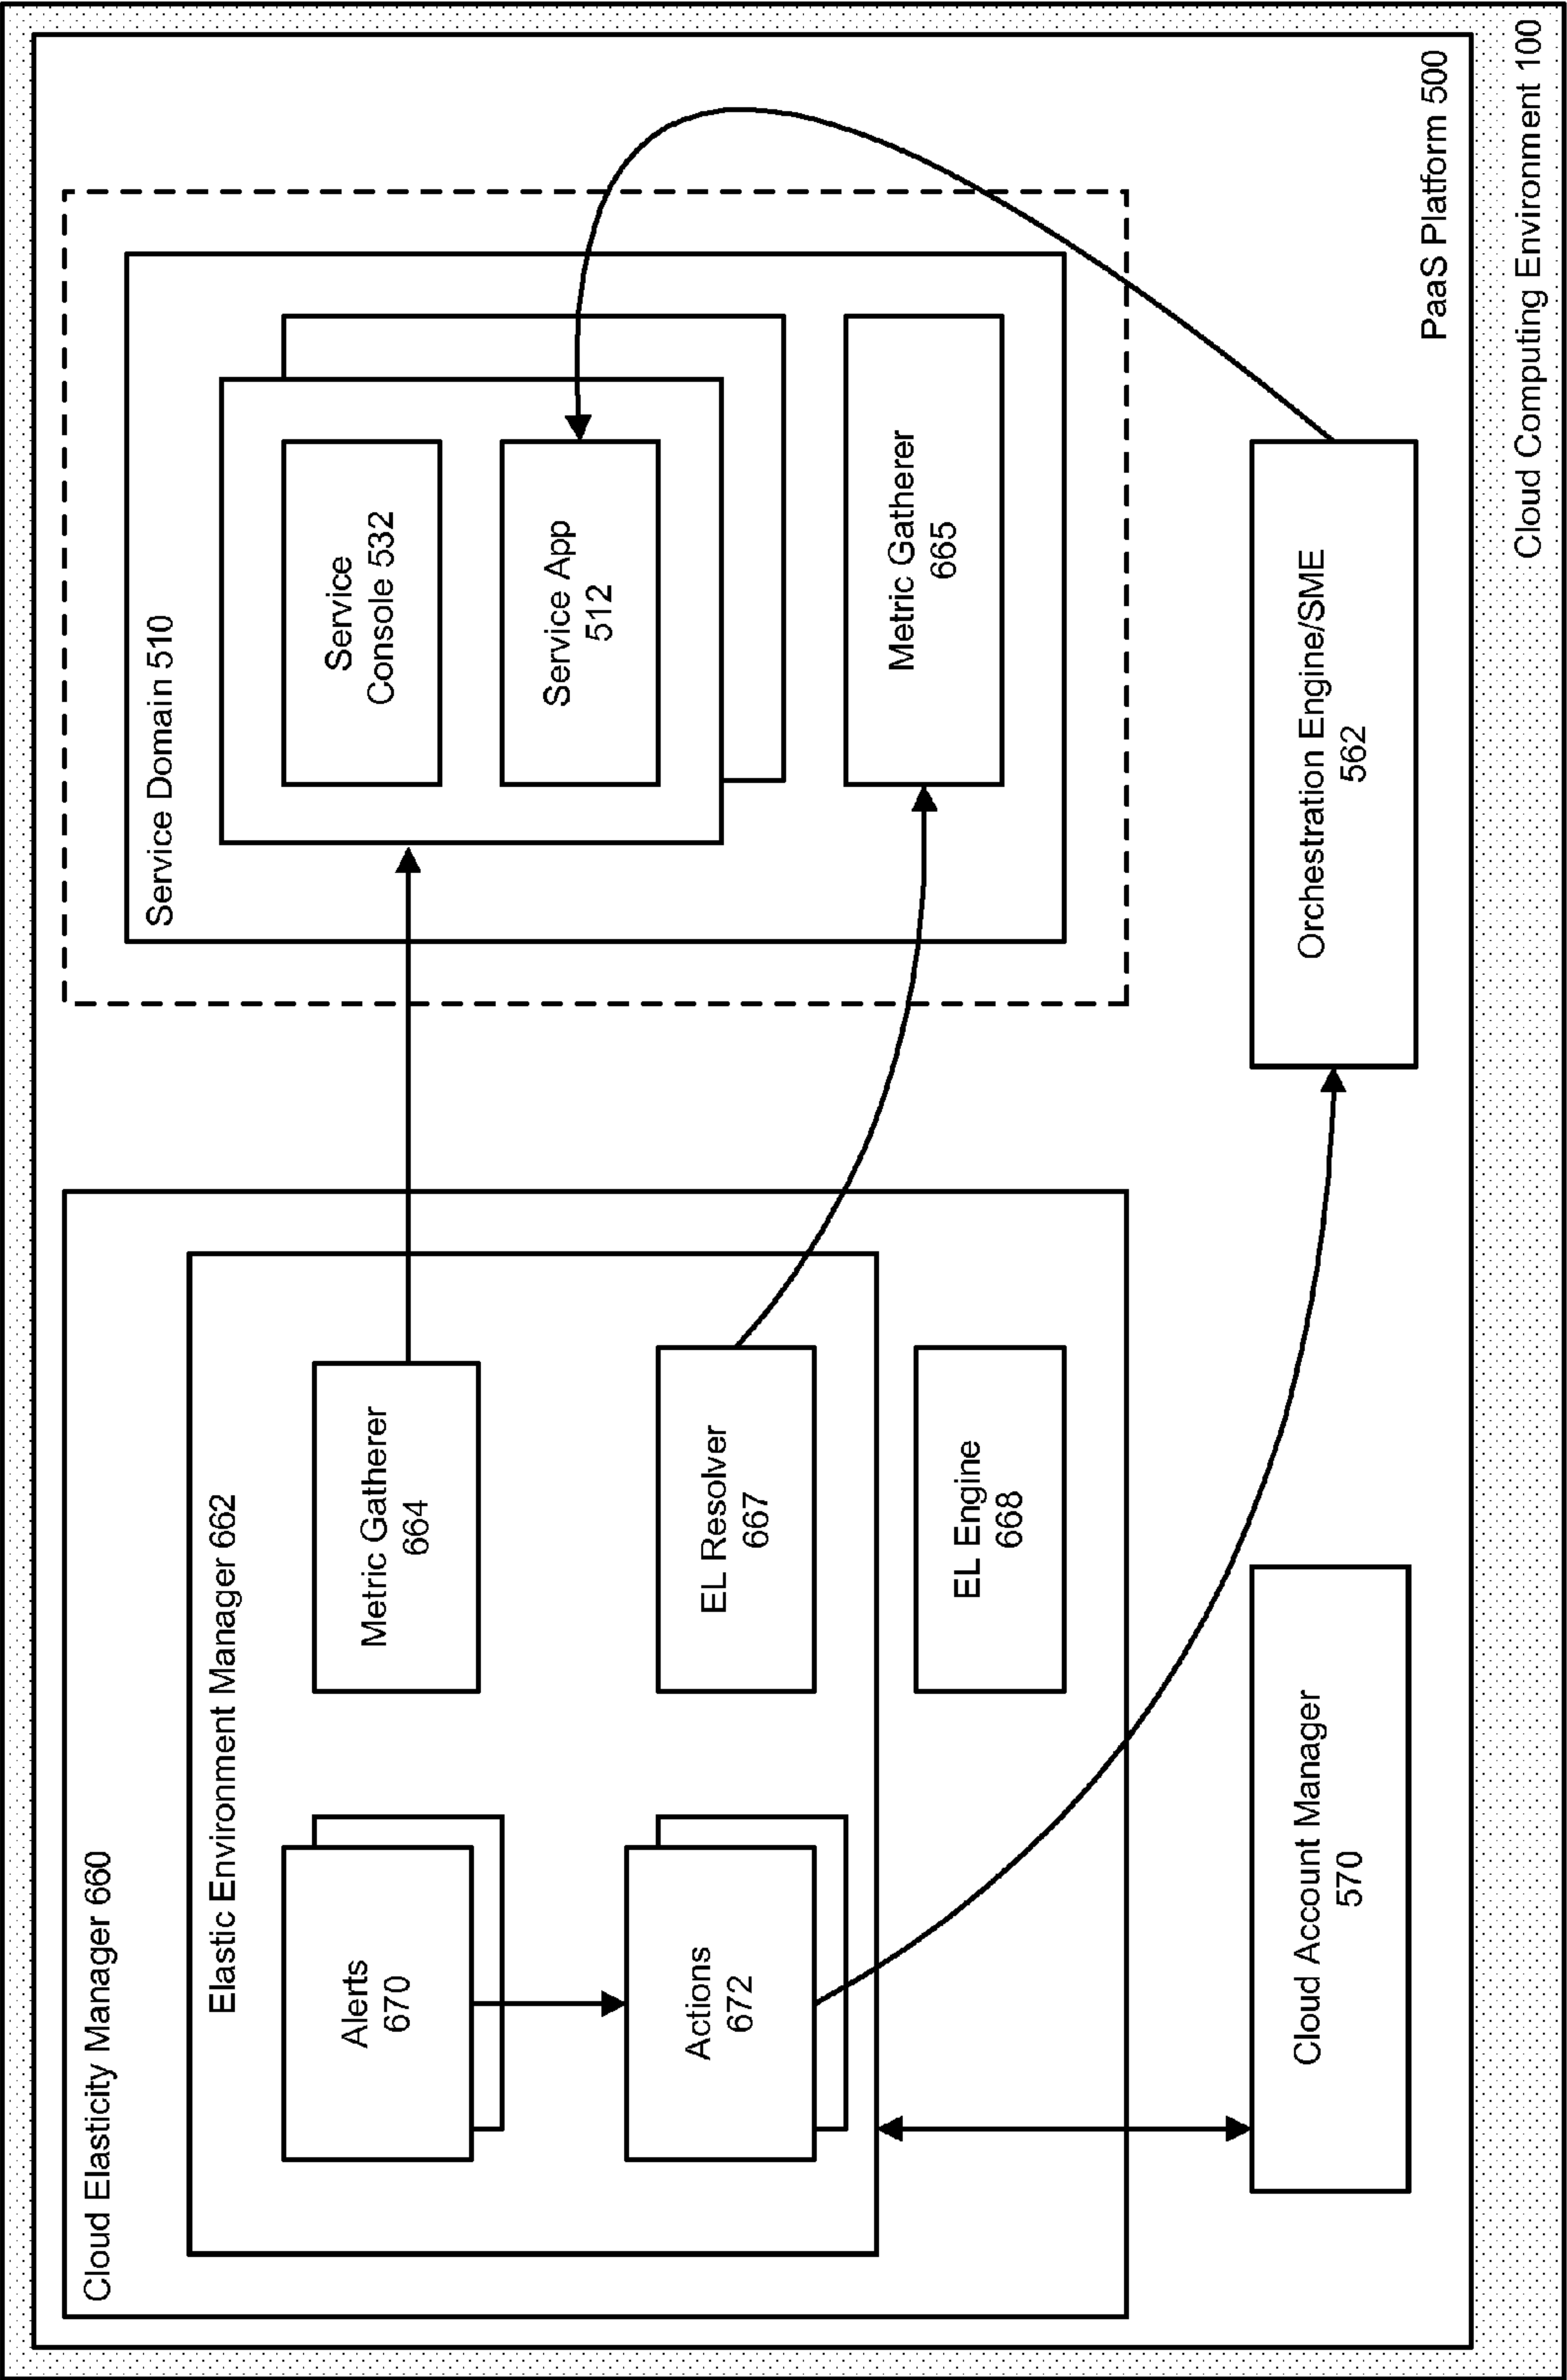 Cloud Elasticity Manager 660
Elastic Environment Manager 662
Alerts
670
Metric Gatherer
664
Actions
672
EL Resolver
667
EL Engine
668
Service Domain 510
Service
Console 532
Service App
512
Metric Gatherer
665
Cloud Account Manager
570
Orchestration Engine/SME
562
PaaS Platform 500
Cloud Computing Environment 100